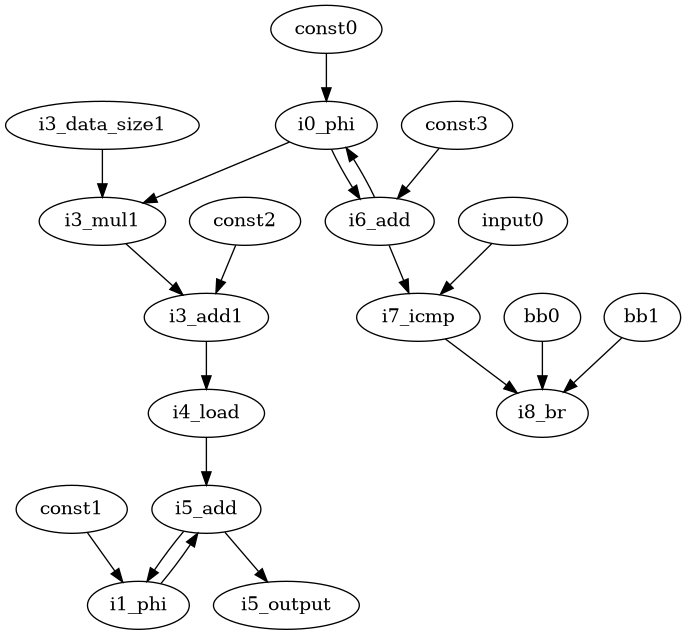 const0
i3_data_size1
i0_phi
const3
i3_mul1
const2
i6_add
input0
i3_add1
i7_icmp
bb0
bb1
i4_load
i8_br
const1
i5_add
i1_phi
i5_output